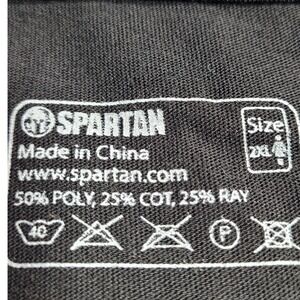 SPARTAN
Size
2XL
Made in China
www.spartan.com
50% POLY, 25% COT, 25% RAY
40
P